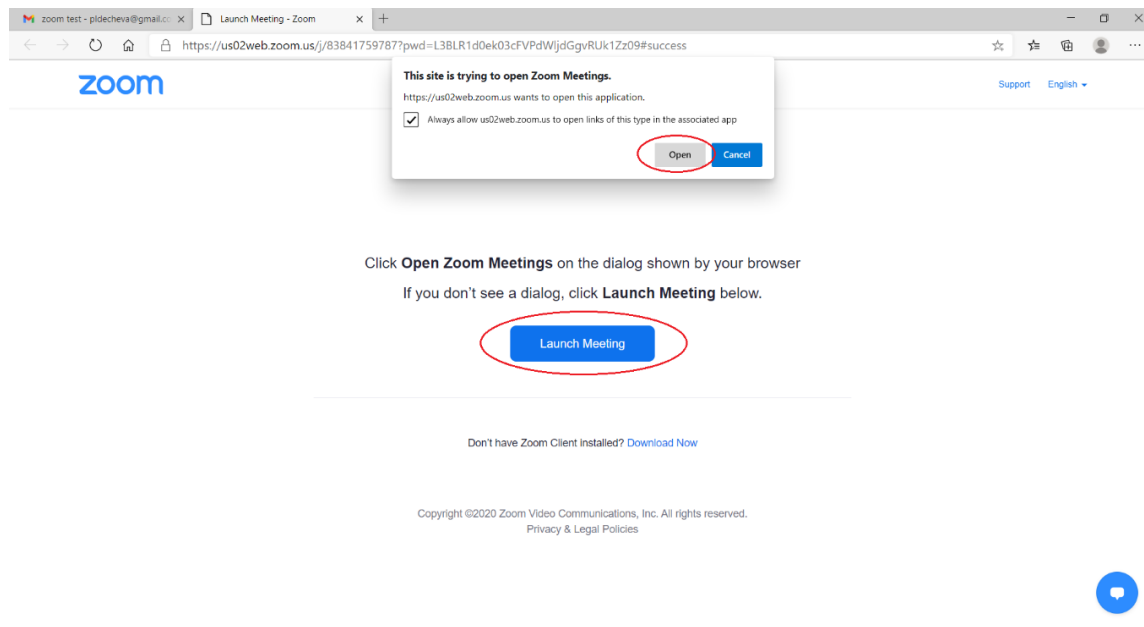 zoom test - pldecheva@gmail.co
Launch Meeting - Zoom
https://us02web.zoom.us/j/83841759787?pwd=L3BLR1d0ek03cFVPdWljdGgvRUk1Zz09#success
zoom
Support English
This site is trying to open Zoom Meetings.
https://us02web.zoom.us wants to open this application.
Always allow us02web.zoom.us to open links of this type in the associated app
Open Cancel
Click Open Zoom Meetings on the dialog shown by your browser
If you don't see a dialog, click Launch Meeting below.
Launch Meeting
Don't have Zoom Client installed? Download Now
Copyright ©2020 Zoom Video Communications, Inc. All rights reserved.
Privacy & Legal Policies